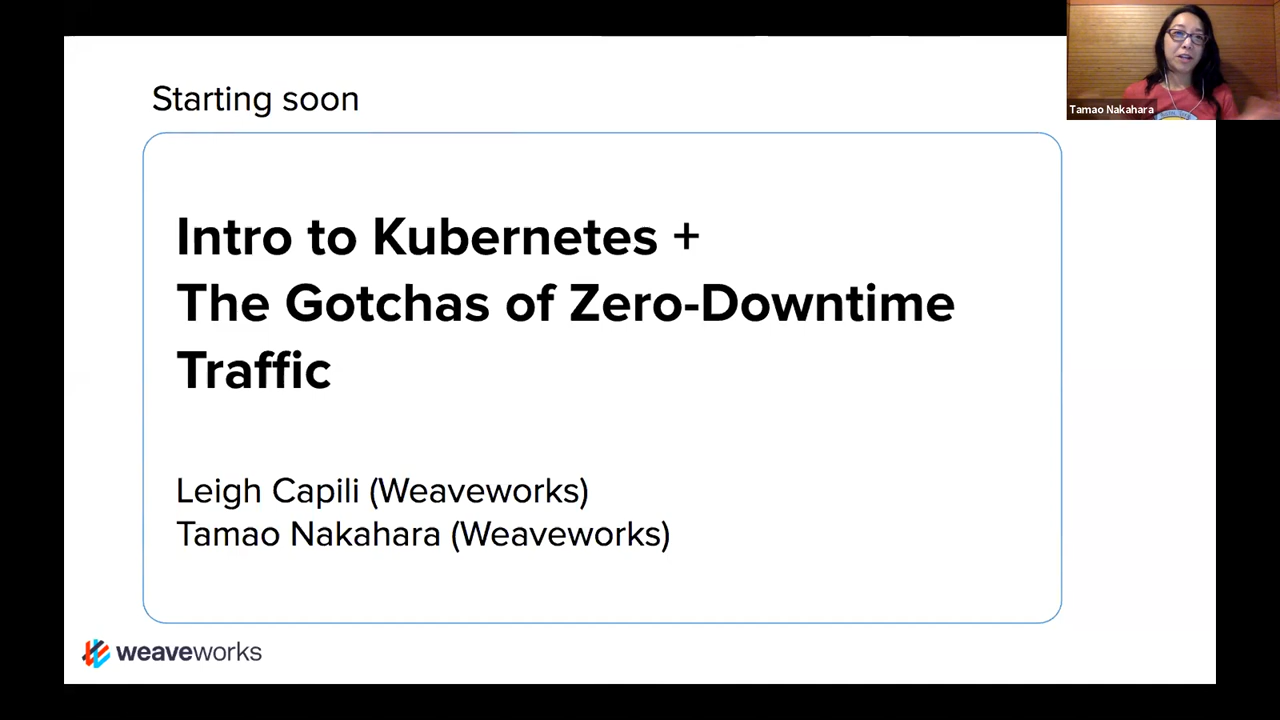 Starting soon
Tamao Nakahara
Intro to Kubernetes +
The Gotchas of Zero-Downtime
Traffic
Leigh Capili (Weaveworks)
Tamao Nakahara (Weaveworks)
weaveworks